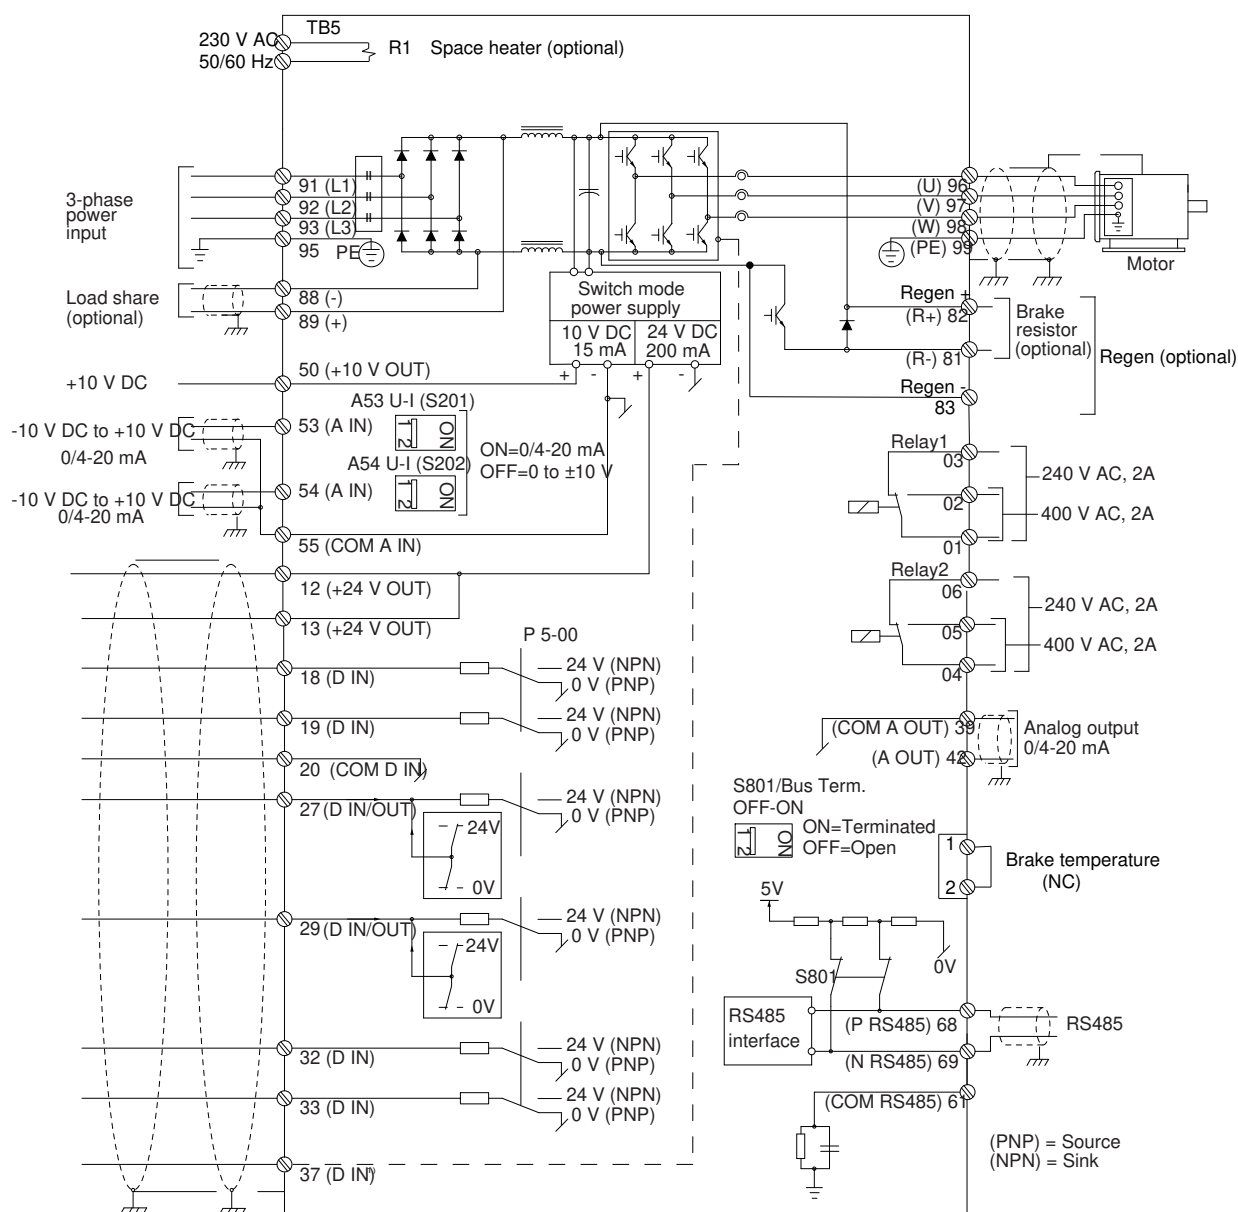 TB5
230 V AC
50/60 Hz
R1 Space heater (optional)
3-phase
power
input
91 (L1)
92 (L2)
93 (L3)
95 PE
Load share
(optional)
88 (-)
89 (+)
+10 V DC
50 (+10 V OUT)
-10 V DC to +10 V DC
0/4-20 mA
53 (A IN)
-10 V DC to +10 V DC
0/4-20 mA
54 (A IN)
55 (COM A IN)
12 (+24 V OUT)
13 (+24 V OUT)
18 (D IN)
19 (D IN)
20 (COM D IN)
27 (D IN/OUT)
24V
0V
29 (D IN/OUT)
24V
0V
32 (D IN)
33 (D IN)
37 (D IN)
A53 U-I (S201)
1 2
ON
A54 U-I (S202)
1 2
ON
ON=0/4-20 mA
OFF=0 to ±10 V
Switch mode
power supply
10 V DC
15 mA
24 V DC
200 mA
+ - + -
P 5-00
24 V (NPN)
0 V (PNP)
24 V (NPN)
0 V (PNP)
24 V (NPN)
0 V (PNP)
24 V (NPN)
0 V (PNP)
24 V (NPN)
0 V (PNP)
24 V (NPN)
0 V (PNP)
(U) 96
(V) 97
(W) 98
(PE) 99
Motor
Regen +
(R+) 82
Brake
resistor
(optional)
(R-) 81
Regen -
83
Regen (optional)
Relay1
03
02
01
240 V AC, 2A
400 V AC, 2A
Relay2
06
05
04
240 V AC, 2A
400 V AC, 2A
(COM A OUT) 39
(A OUT) 42
Analog output
0/4-20 mA
S801/Bus Term.
OFF-ON
1 2
ON
ON=Terminated
OFF=Open
1
2
Brake temperature
(NC)
5V
0V
S801
RS485
interface
(P RS485) 68
(N RS485) 69
(COM RS485) 61
RS485
(PNP) = Source
(NPN) = Sink